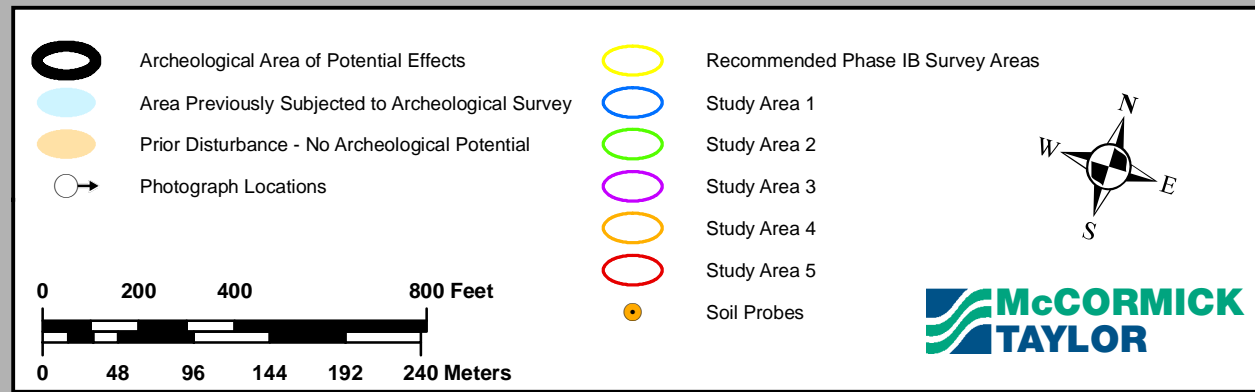 Archeological Area of Potential Effects
Area Previously Subjected to Archeological Survey
Prior Disturbance - No Archeological Potential
Photograph Locations
Recommended Phase IB Survey Areas
Study Area 1
Study Area 2
Study Area 3
Study Area 4
Study Area 5
Soil Probes
N
W
E
S
0 200 400 800 Feet
0 48 96 144 192 240 Meters
McCORMICK
TAYLOR